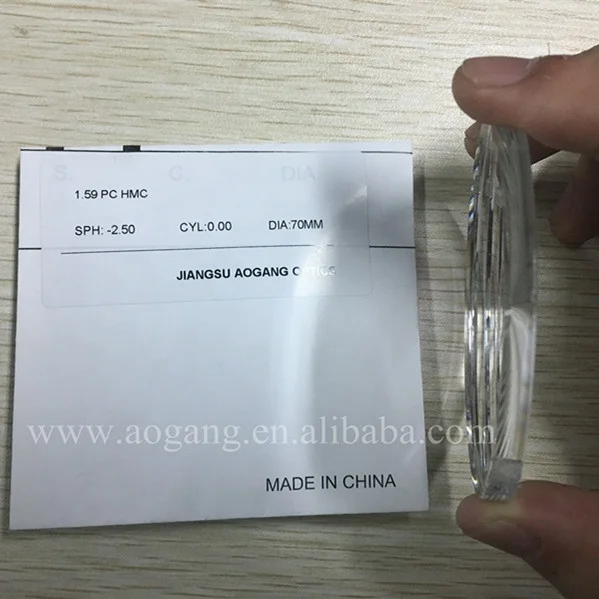 S. C. DIA
1.59 PC HMC
SPH: -2.50 CYL:0.00 DIA:70MM
JIANGSU AOGANG OPTICS
www.aogang.en.alibaba.com
MADE IN CHINA